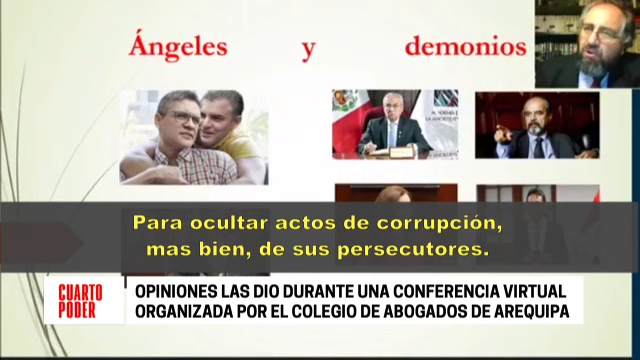 Ángeles y demonios
Para ocultar actos de corrupción,
mas bien, de sus persecutores.
CUARTO
PODER
OPINIONES LAS DIO DURANTE UNA CONFERENCIA VIRTUAL
ORGANIZADA POR EL COLEGIO DE ABOGADOS DE AREQUIPA